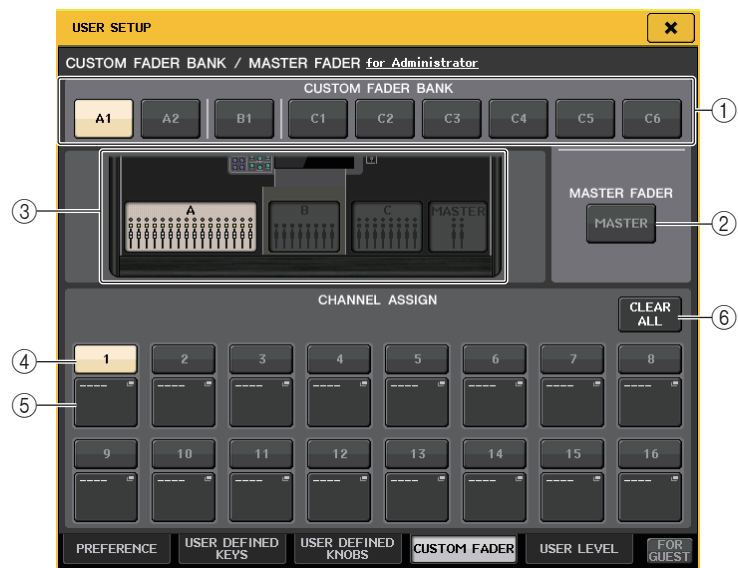 USER SETUP
CUSTOM FADER BANK / MASTER FADER for Administrator
CUSTOM FADER BANK
A1 A2 B1 C1 C2 C3 C4 C5 C6
①
A B C MASTER
③
MASTER FADER
MASTER
②
CHANNEL ASSIGN
CLEAR
ALL
⑥
④
1 2 3 4 5 6 7 8
⑤
---- ---- ---- ---- ---- ---- ---- ----
9 10 11 12 13 14 15 16
---- ---- ---- ---- ---- ---- ---- ----
PREFERENCE
USER DEFINED
KEYS
USER DEFINED
KNOBS
CUSTOM FADER
USER LEVEL
FOR
GUEST